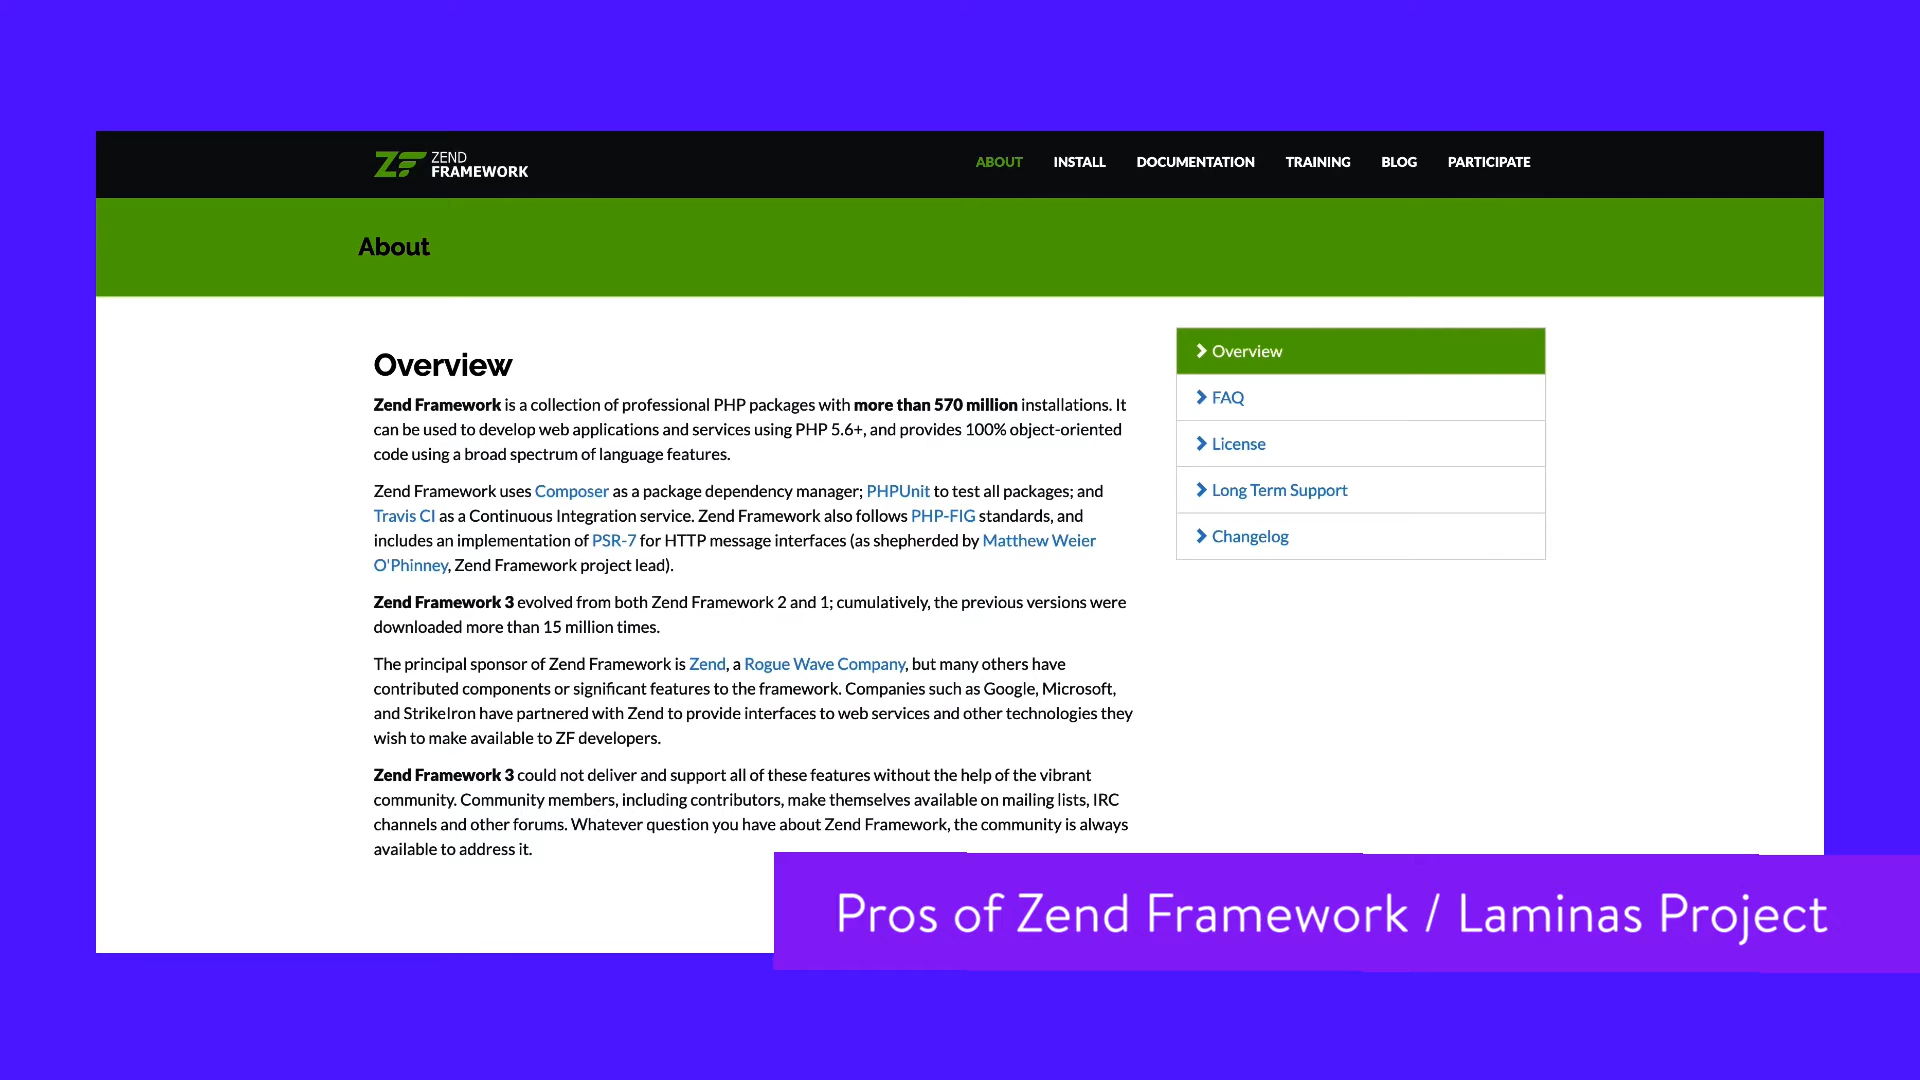 ZEND
FRAMEWORK
ABOUT
INSTALL
DOCUMENTATION
TRAINING
BLOG
PARTICIPATE
About
Overview
Zend Framework is a collection of professional PHP packages with more than 570 million installations. It
can be used to develop web applications and services using PHP 5.6+, and provides 100% object-oriented
code using a broad spectrum of language features.
Zend Framework uses Composer as a package dependency manager; PHPUnit to test all packages; and
Travis CI as a Continuous Integration service. Zend Framework also follows PHP-FIG standards, and
includes an implementation of PSR-7 for HTTP message interfaces (as shepherded by Matthew Weier
O'Phinney, Zend Framework project lead).
Zend Framework 3 evolved from both Zend Framework 2 and 1; cumulatively, the previous versions were
downloaded more than 15 million times.
The principal sponsor of Zend Framework is Zend, a Rogue Wave Company, but many others have
contributed components or significant features to the framework. Companies such as Google, Microsoft,
and StrikeIron have partnered with Zend to provide interfaces to web services and other technologies they
wish to make available to ZF developers.
Zend Framework 3 could not deliver and support all of these features without the help of the vibrant
community. Community members, including contributors, make themselves available on mailing lists, IRC
channels and other forums. Whatever question you have about Zend Framework, the community is always
available to address it.
Overview
FAQ
License
Long Term Support
Changelog
Pros of Zend Framework / Laminas Project